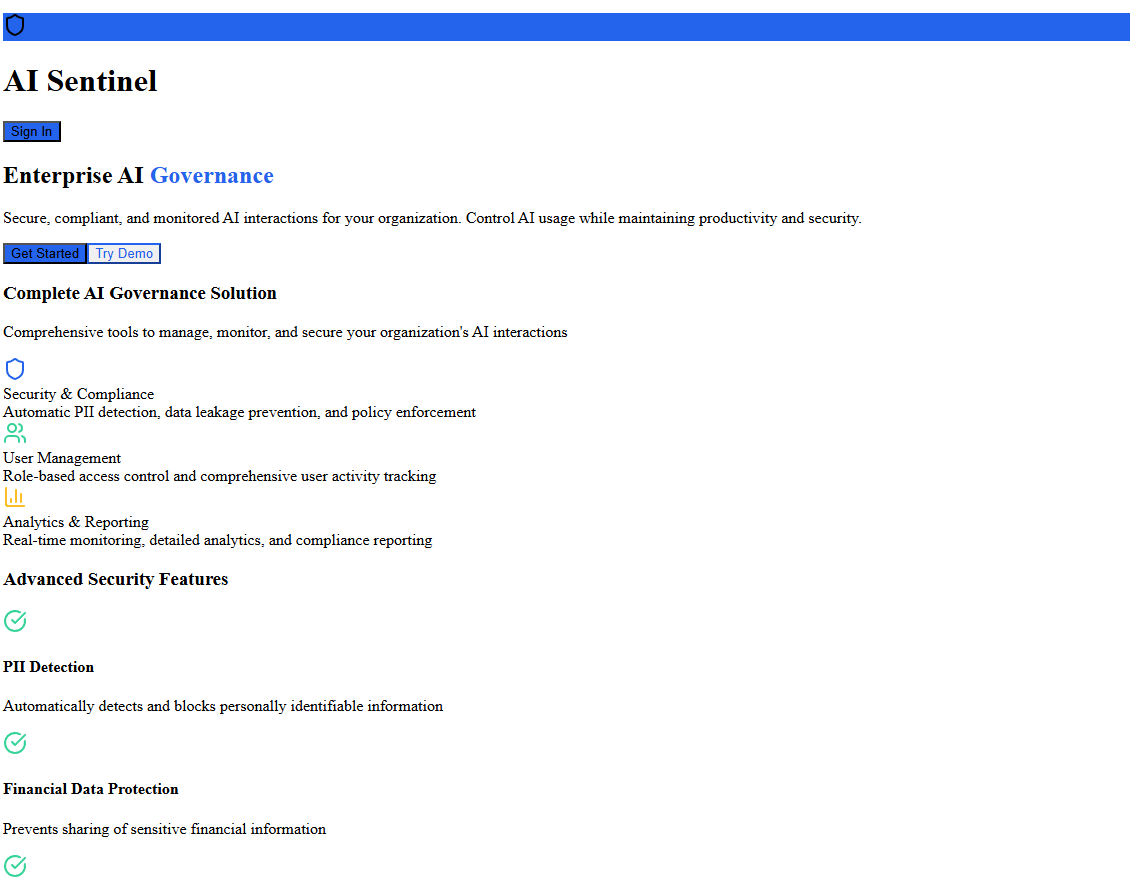 AI Sentinel
Sign In
Enterprise AI Governance
Secure, compliant, and monitored AI interactions for your organization. Control AI usage while maintaining productivity and security.
Get Started Try Demo
Complete AI Governance Solution
Comprehensive tools to manage, monitor, and secure your organization's AI interactions
Security & Compliance
Automatic PII detection, data leakage prevention, and policy enforcement
User Management
Role-based access control and comprehensive user activity tracking
Analytics & Reporting
Real-time monitoring, detailed analytics, and compliance reporting
Advanced Security Features
PII Detection
Automatically detects and blocks personally identifiable information
Financial Data Protection
Prevents sharing of sensitive financial information